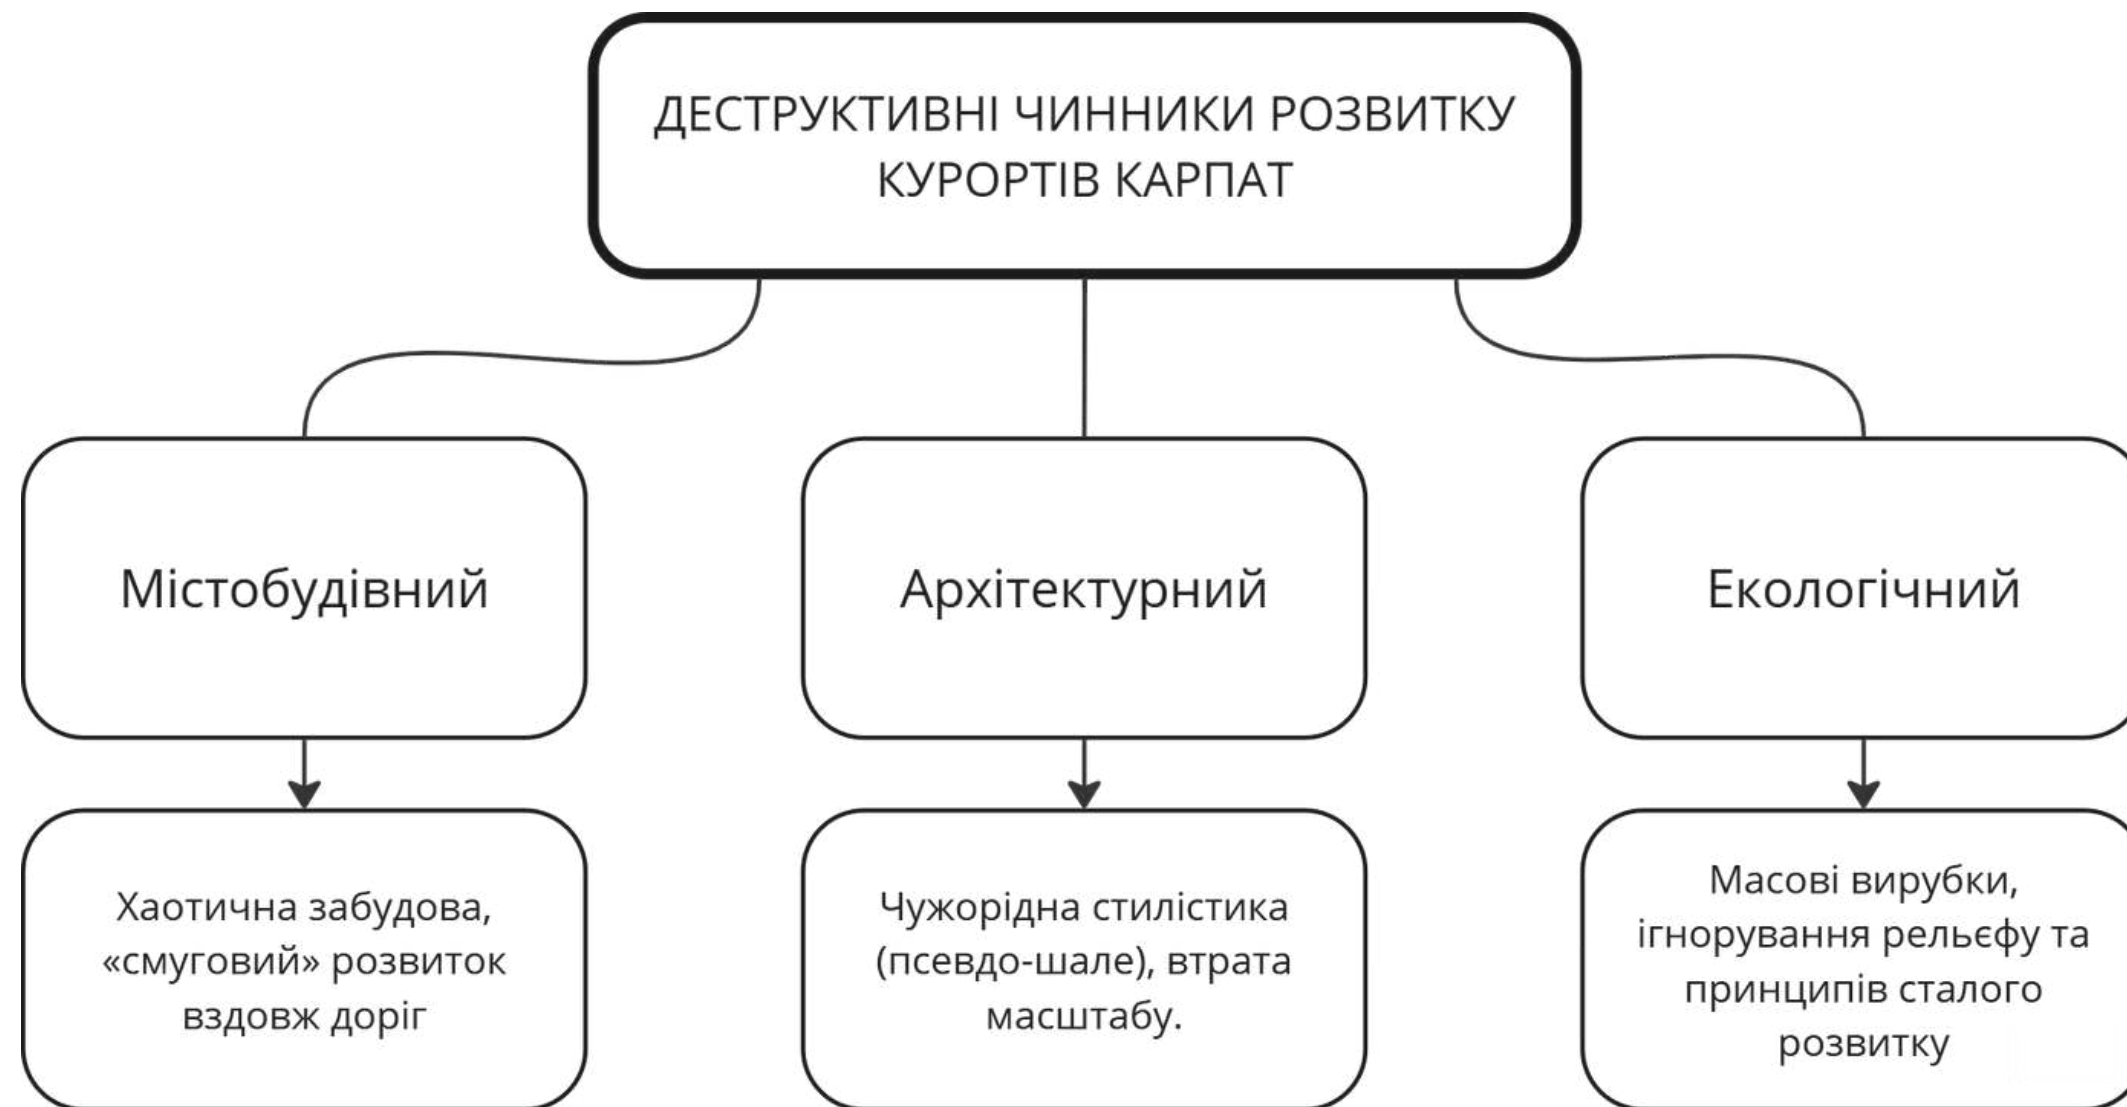 ДЕСТРУКТИВНІ ЧИННИКИ РОЗВИТКУ
КУРОРТІВ КАРПАТ
Містобудівний
Архітектурний
Екологічний
Хаотична забудова,
«смуговий» розвиток
вздовж доріг
Чужорідна стилістика
(псевдо-шале), втрата
масштабу.
Масові вирубки,
ігнорування рельєфу та
принципів сталого
розвитку